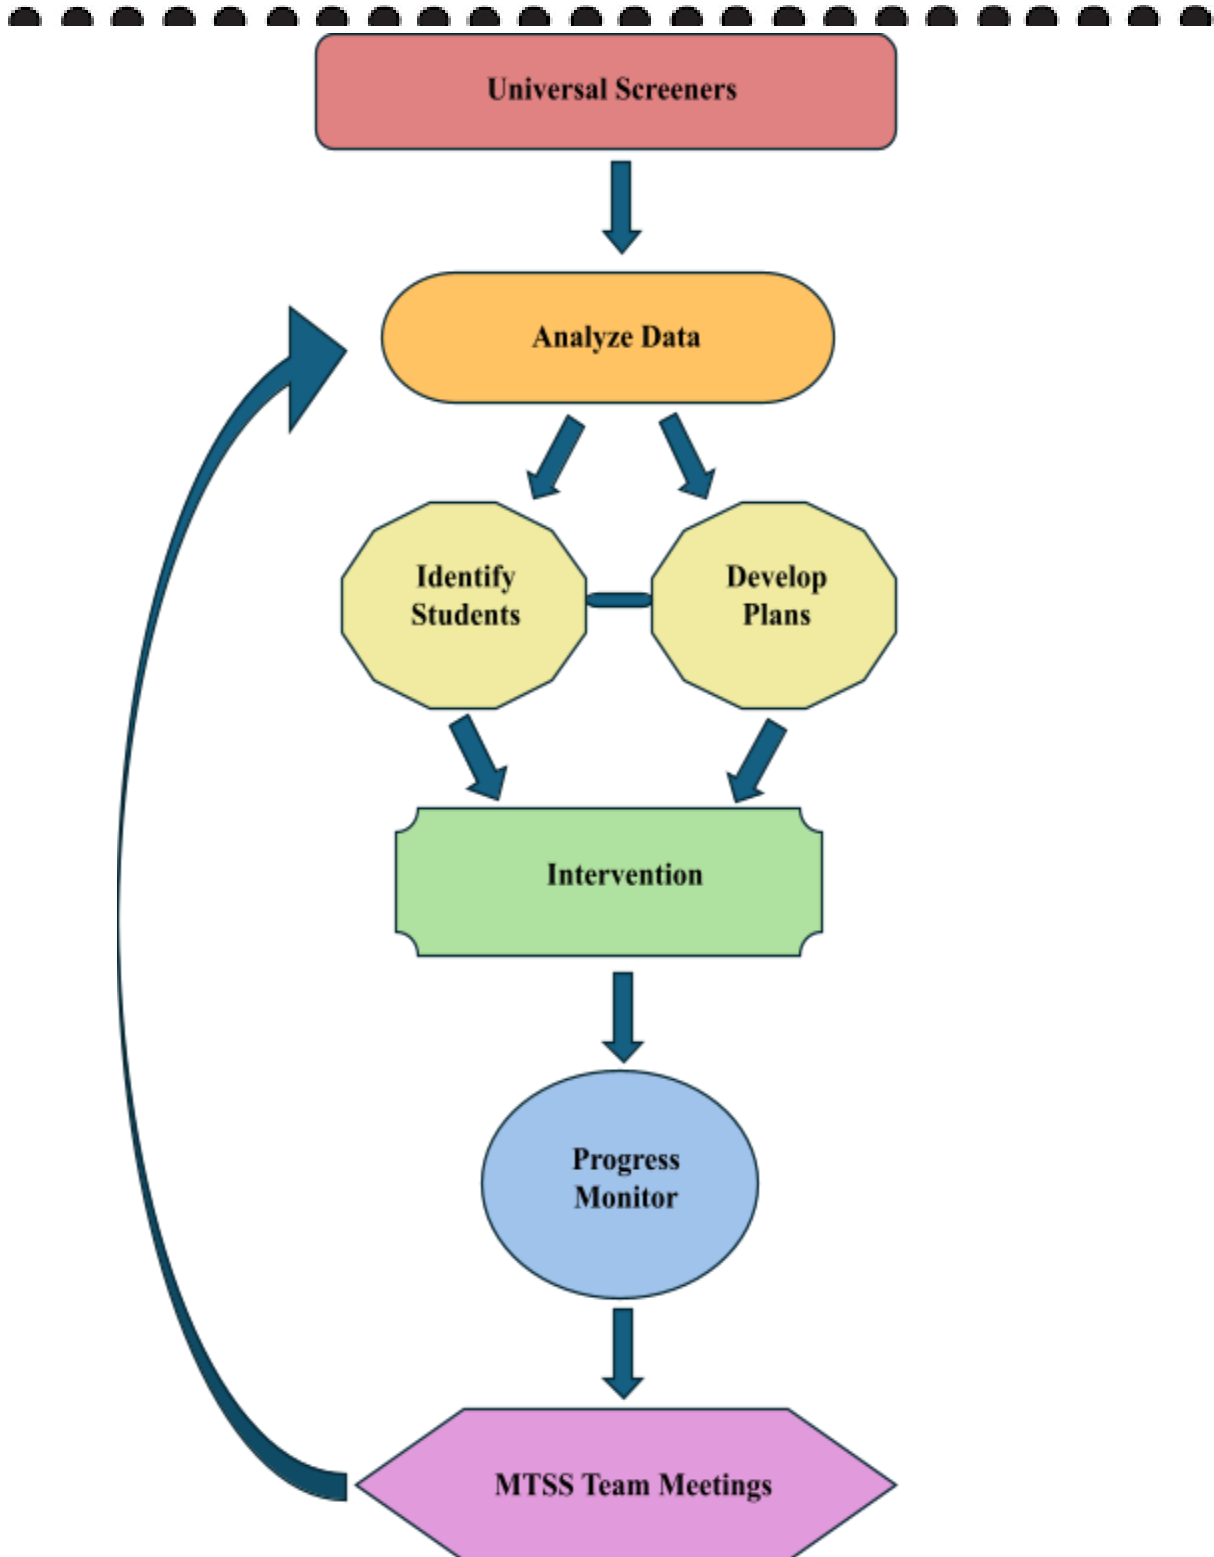 Universal Screeners
Analyze Data
Identify
Students
Develop
Plans
Intervention
Progress
Monitor
MTSS Team Meetings